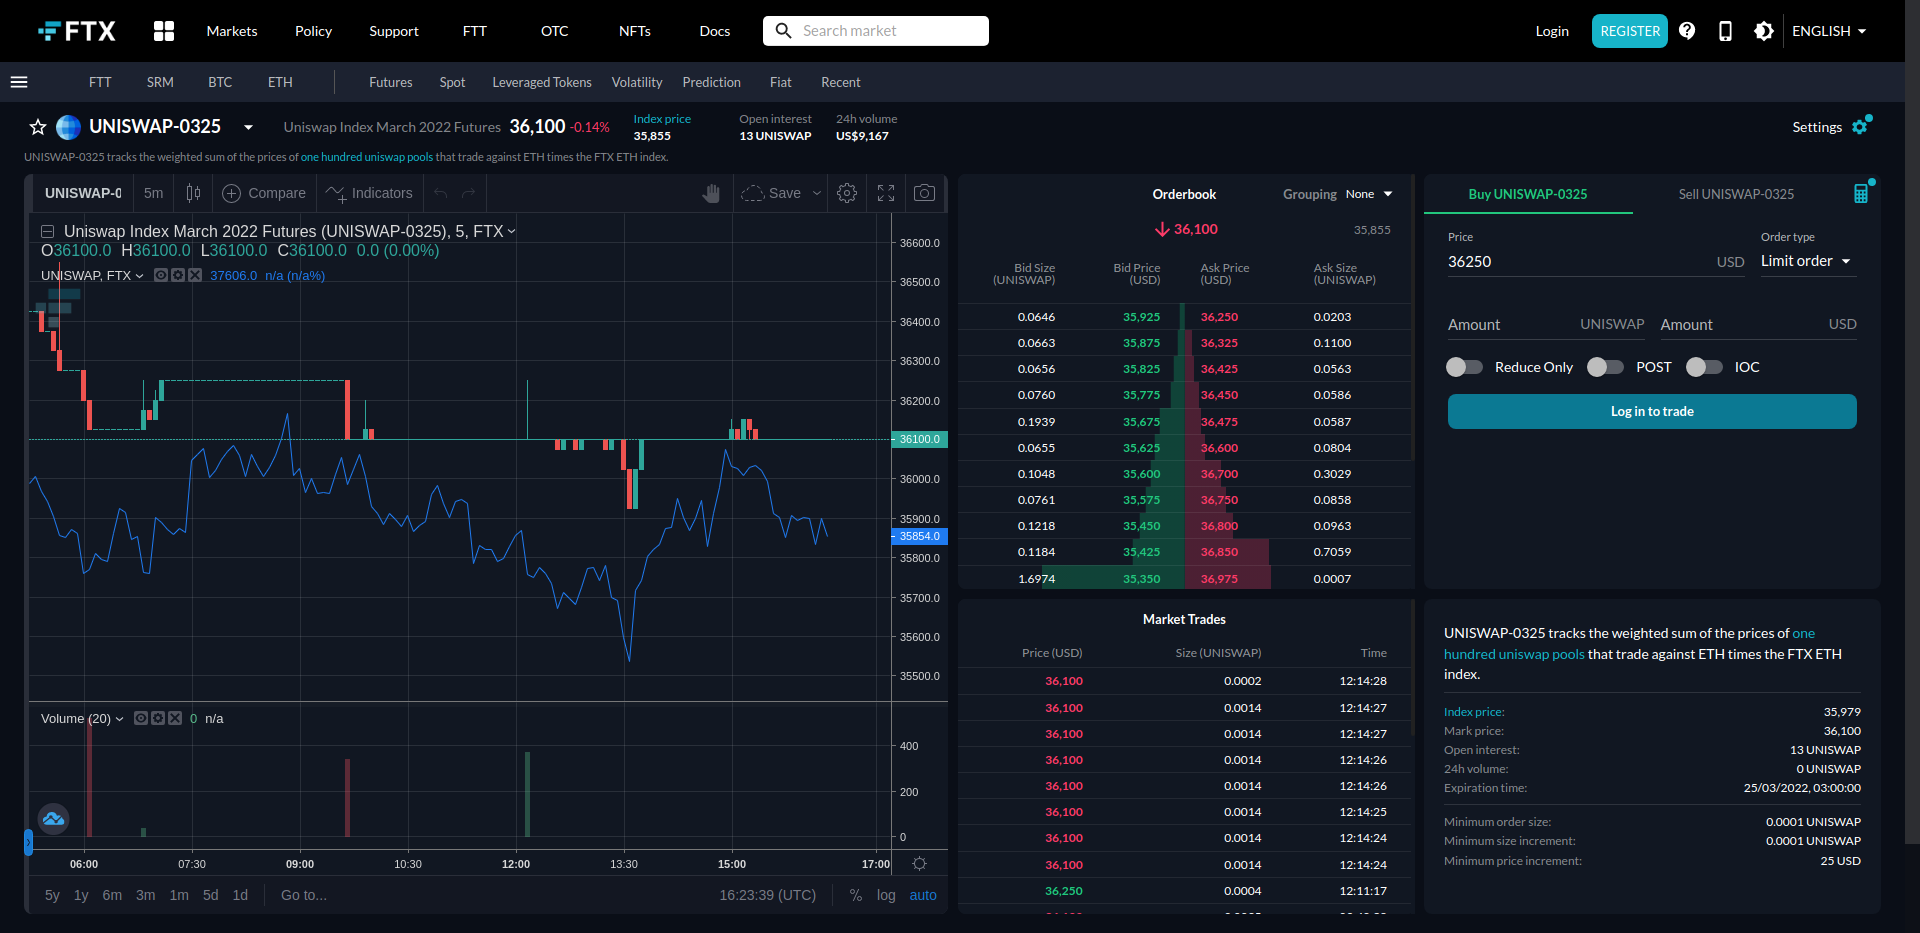 FTX Markets Policy Support FTT OTC NFTs Docs Search market Login REGISTER ENGLISH
FTT SRM BTC ETH Futures Spot Leveraged Tokens Volatility Prediction Fiat Recent
UNISWAP-0325 Uniswap Index March 2022 Futures 36,100 -0.14%
Index price
35,855
Open interest
13 UNISWAP
24h volume
US$9,167
Settings
UNISWAP-0325 tracks the weighted sum of the prices of one hundred uniswap pools that trade against ETH times the FTX ETH index.
UNISWAP-0 5m Compare Indicators Save
Uniswap Index March 2022 Futures (UNISWAP-0325), 5, FTX
O36100.0 H36100.0 L36100.0 C36100.0 0.0 (0.00%)
UNISWAP, FTX 37606.0 n/a (n/a%)
36600.0
36500.0
36400.0
36300.0
36200.0
36100.0
36000.0
35900.0
35854.0
35800.0
35700.0
35600.0
35500.0
Volume (20) 0 n/a
400
200
0
06:00 07:30 09:00 10:30 12:00 13:30 15:00 17:00
5y 1y 6m 3m 1m 5d 1d Go to... 16:23:39 (UTC) % log auto
Orderbook Grouping None
36,100 35,855
Bid Size (UNISWAP) Bid Price (USD) Ask Price (USD) Ask Size (UNISWAP)
0.0646 35,925 36,250 0.0203
0.0663 35,875 36,325 0.1100
0.0656 35,825 36,425 0.0563
0.0760 35,775 36,450 0.0586
0.1939 35,675 36,475 0.0587
0.0655 35,625 36,600 0.0804
0.1048 35,600 36,700 0.3029
0.0761 35,575 36,750 0.0858
0.1218 35,450 36,800 0.0963
0.1184 35,425 36,850 0.7059
1.6974 35,350 36,975 0.0007
Market Trades
Price (USD) Size (UNISWAP) Time
36,100 0.0002 12:14:28
36,100 0.0014 12:14:27
36,100 0.0014 12:14:27
36,100 0.0014 12:14:26
36,100 0.0014 12:14:26
36,100 0.0014 12:14:25
36,100 0.0014 12:14:24
36,100 0.0014 12:14:24
36,250 0.0004 12:11:17
Buy UNISWAP-0325 Sell UNISWAP-0325
Price Order type
36250 USD Limit order
Amount UNISWAP Amount USD
Reduce Only POST IOC
Log in to trade
UNISWAP-0325 tracks the weighted sum of the prices of one
hundred uniswap pools that trade against ETH times the FTX ETH
index.
Index price: 35,979
Mark price: 36,100
Open interest: 13 UNISWAP
24h volume: 0 UNISWAP
Expiration time: 25/03/2022, 03:00:00
Minimum order size: 0.0001 UNISWAP
Minimum size increment: 0.0001 UNISWAP
Minimum price increment: 25 USD